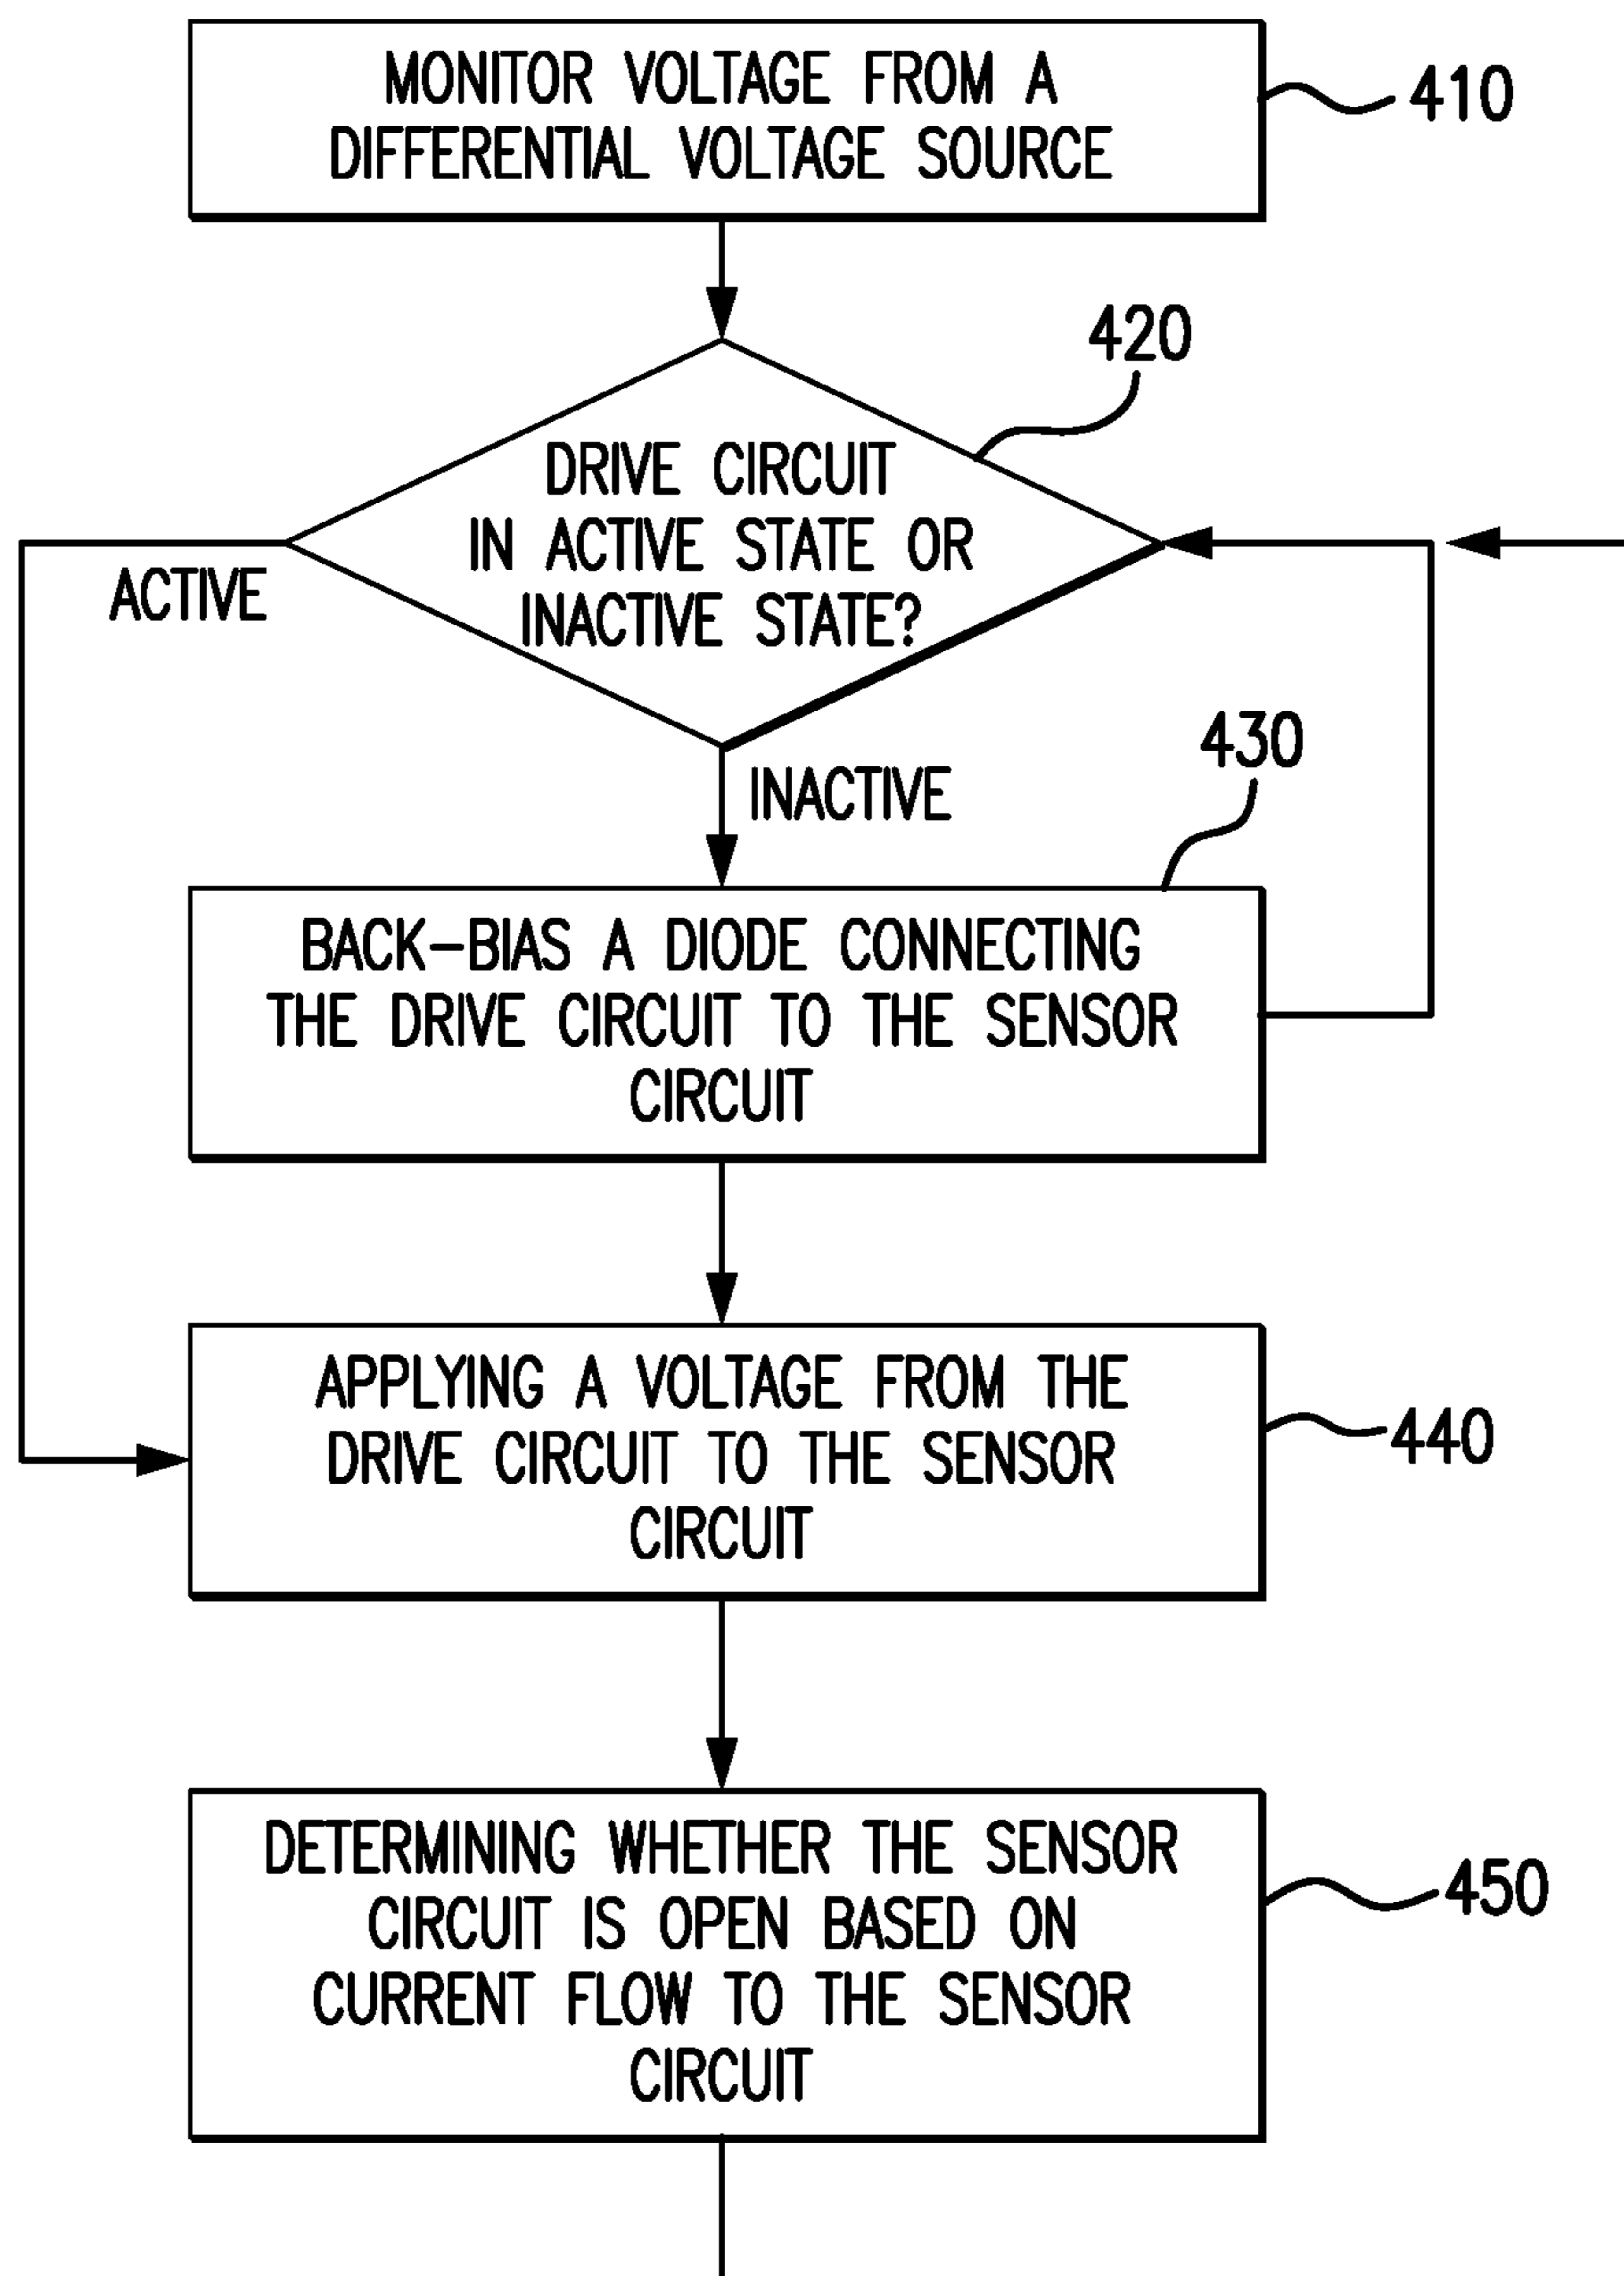 MONITOR VOLTAGE FROM A
DIFFERENTIAL VOLTAGE SOURCE
410
420
DRIVE CIRCUIT
IN ACTIVE STATE OR
INACTIVE STATE?
ACTIVE
INACTIVE
430
BACK-BIAS A DIODE CONNECTING
THE DRIVE CIRCUIT TO THE SENSOR
CIRCUIT
APPLYING A VOLTAGE FROM THE
DRIVE CIRCUIT TO THE SENSOR
CIRCUIT
440
DETERMINING WHETHER THE SENSOR
CIRCUIT IS OPEN BASED ON
CURRENT FLOW TO THE SENSOR
CIRCUIT
450